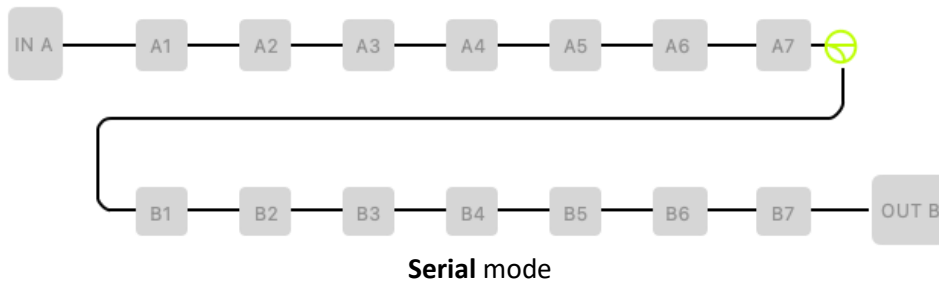 IN A A1 A2 A3 A4 A5 A6 A7
B1 B2 B3 B4 B5 B6 B7 OUT B
Serial mode